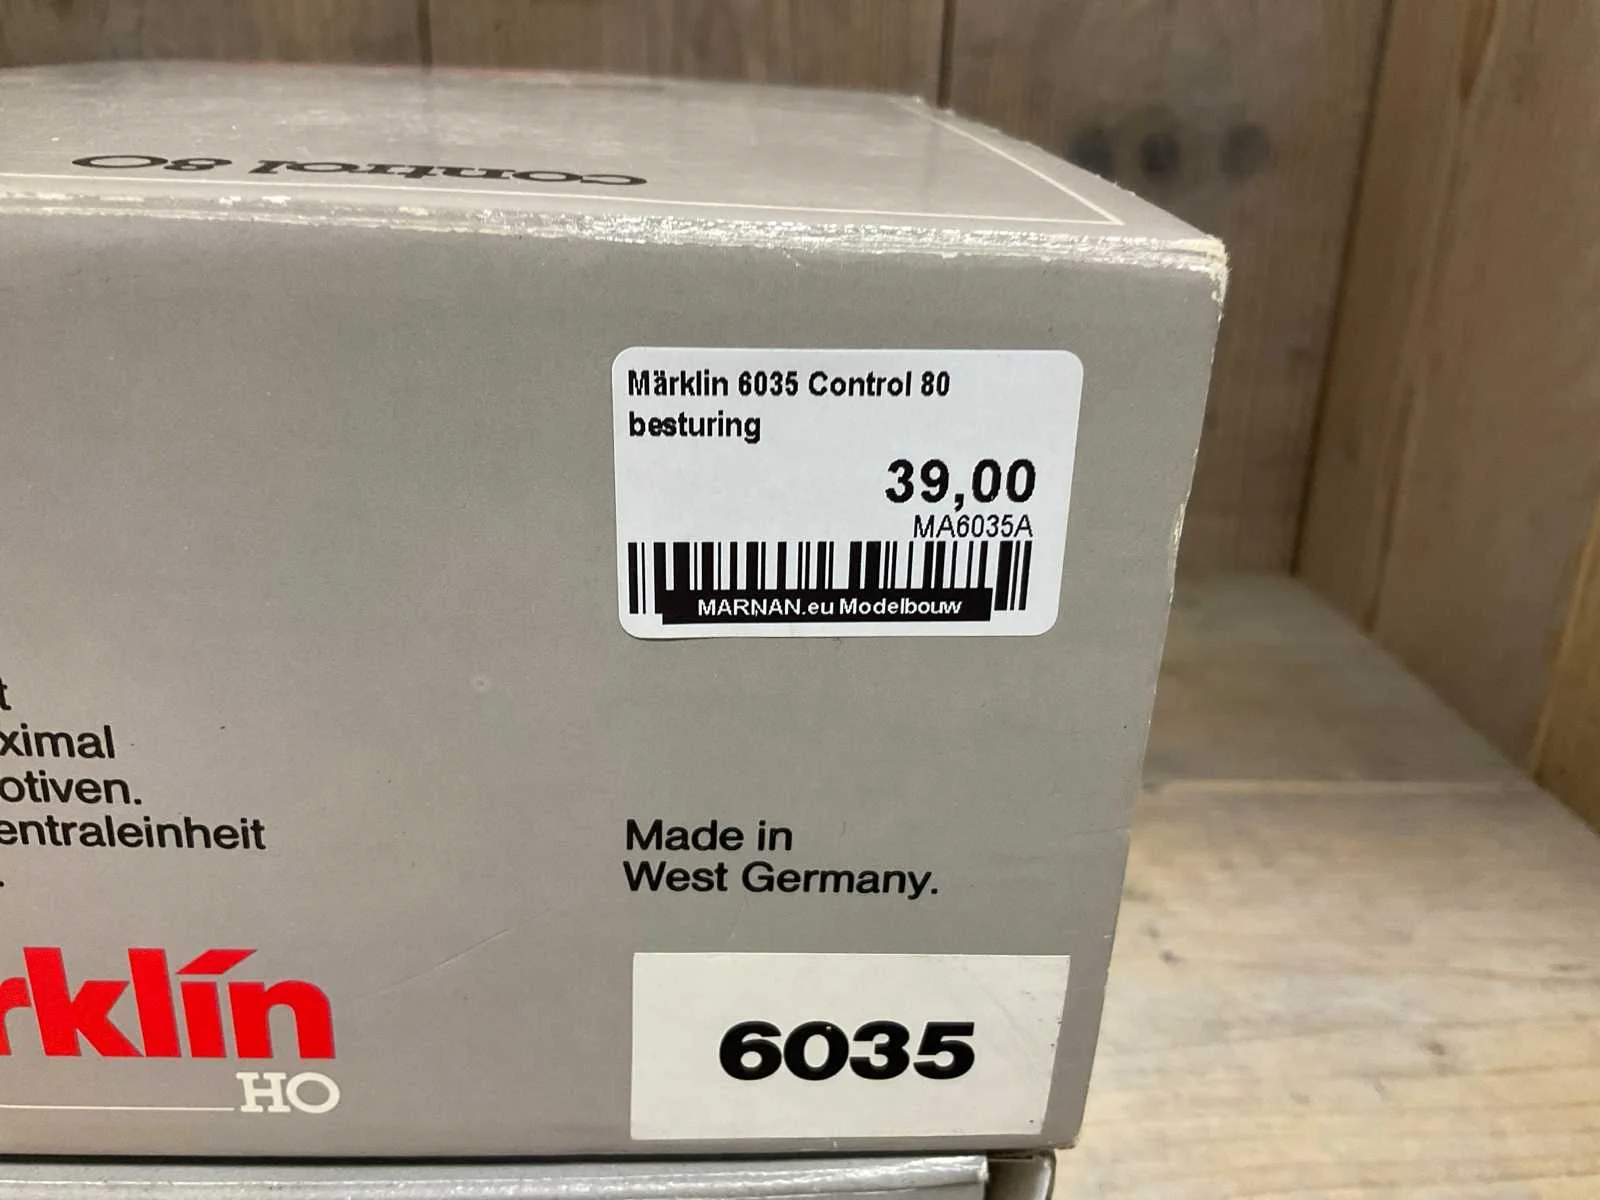 control 80
Märklin 6035 Control 80
besturing
39,00
MA6035A
MARNAN.eu Modelbouw
t
ximal
otiven.
entraleinheit
.
Made in
West Germany.
rklin
HO
6035